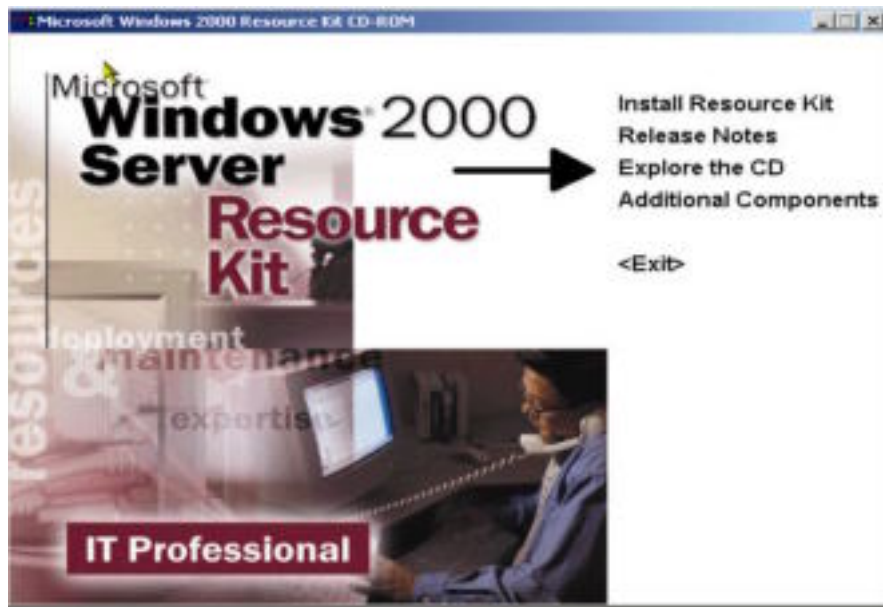 Microsoft Windows 2000 Resource Kit CD-ROM
Microsoft
Windows® 2000
Server
Resource
Kit
Install Resource Kit
Release Notes
Explore the CD
Additional Components
<Exit>
resources
deployment
&
maintenance
expertise
IT Professional